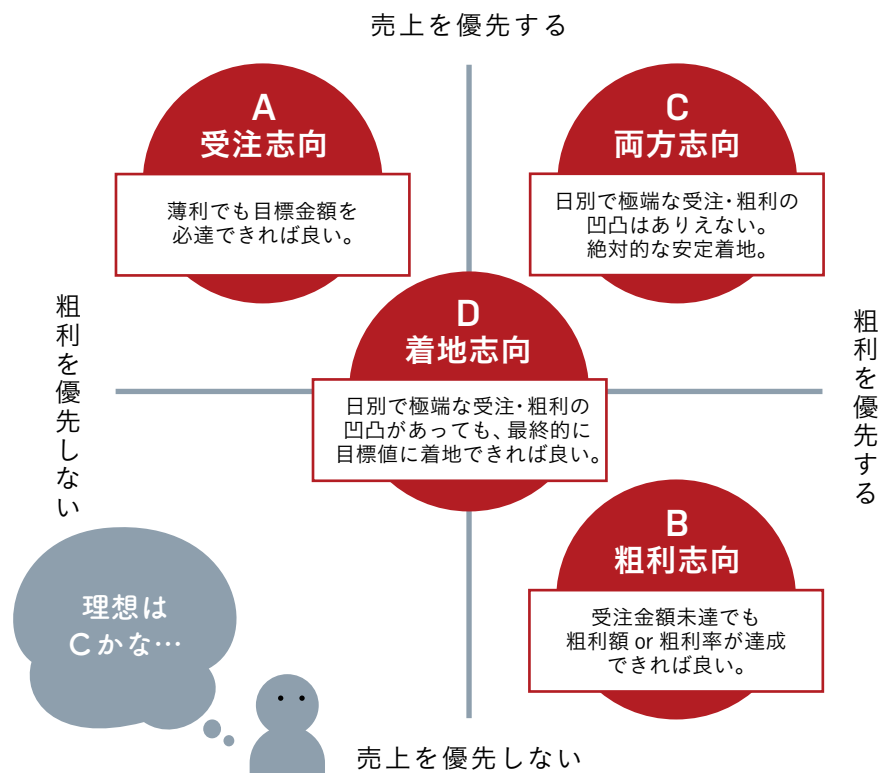 売上を優先する
A
受注志向
薄利でも目標金額を
必達できれば良い。
C
両方志向
日別で極端な受注・粗利の
凹凸はありえない。
絶対的な安定着地。
粗利を優先しない
D
着地志向
日別で極端な受注・粗利の
凹凸があっても、最終的に
目標値に着地できれば良い。
粗利を優先する
B
粗利志向
受注金額未達でも
粗利額 or 粗利率が達成
できれば良い。
理想は
Cかな…
売上を優先しない